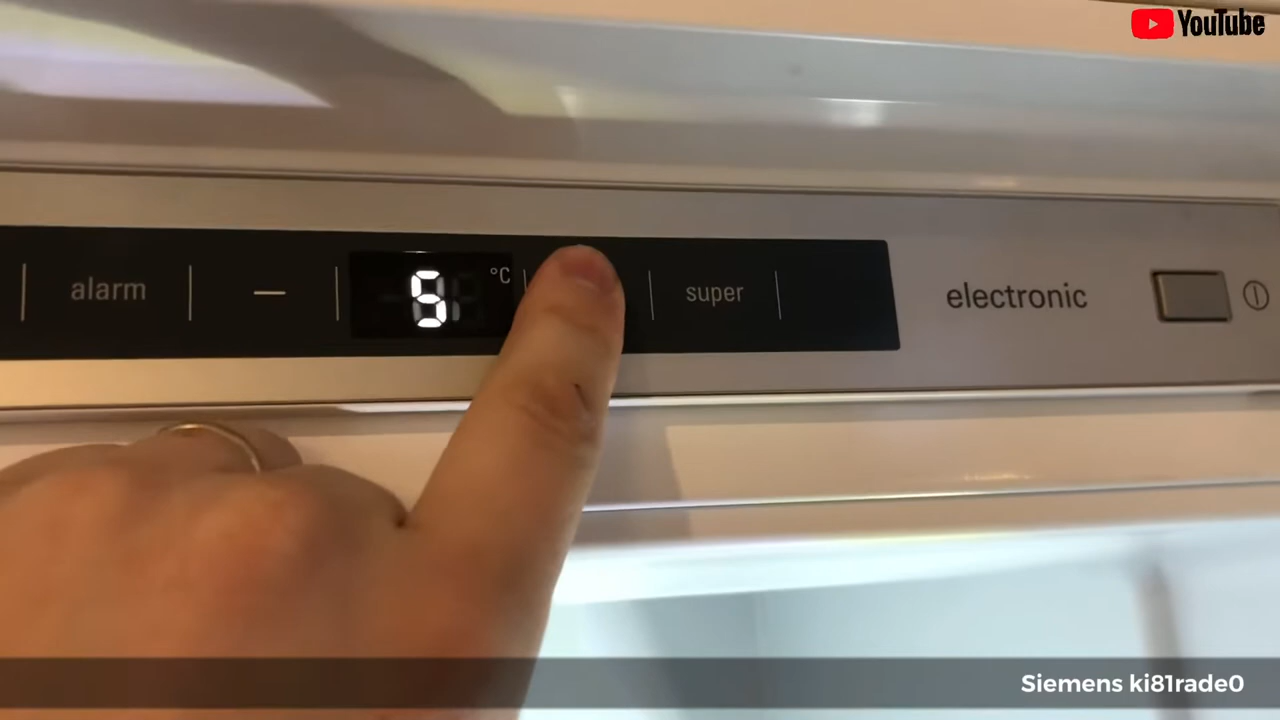 YouTube
alarm
—
5 °C
super
electronic
Siemens ki81rade0